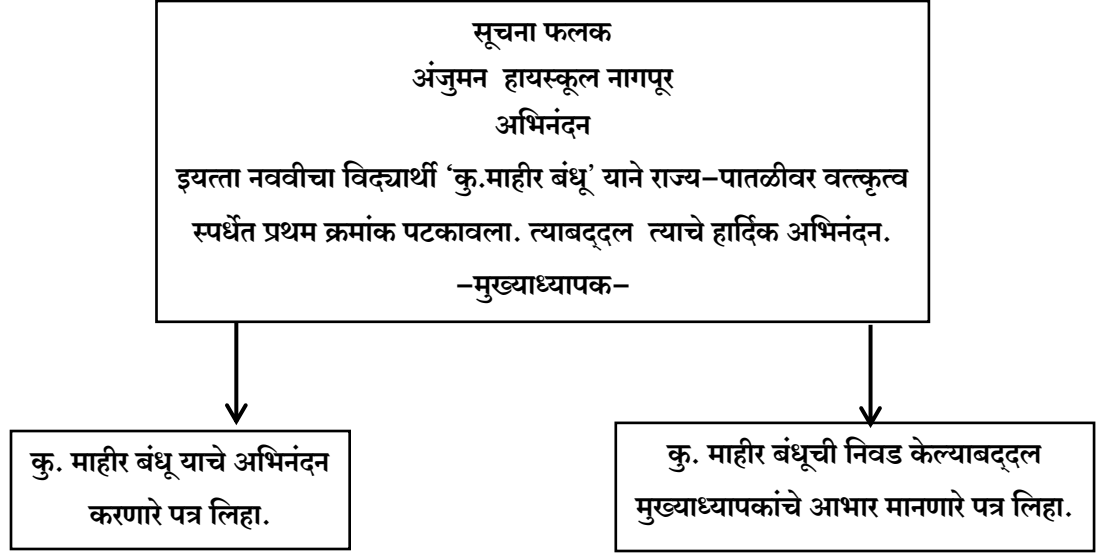 सूचना फलक
अंजुमन हायस्कूल नागपूर
अभिनंदन
इयत्ता नववीचा विद्यार्थी ‘कु.माहीर बंधू’ याने राज्य–पातळीवर वत्कृत्व
स्पर्धेत प्रथम क्रमांक पटकावला. त्याबद्‌दल त्याचे हार्दिक अभिनंदन.
–मुख्याध्यापक–
कु. माहीर बंधू याचे अभिनंदन
करणारे पत्र लिहा.
कु. माहीर बंधूची निवड केल्याबद्‌दल
मुख्याध्यापकांचे आभार मानणारे पत्र लिहा.